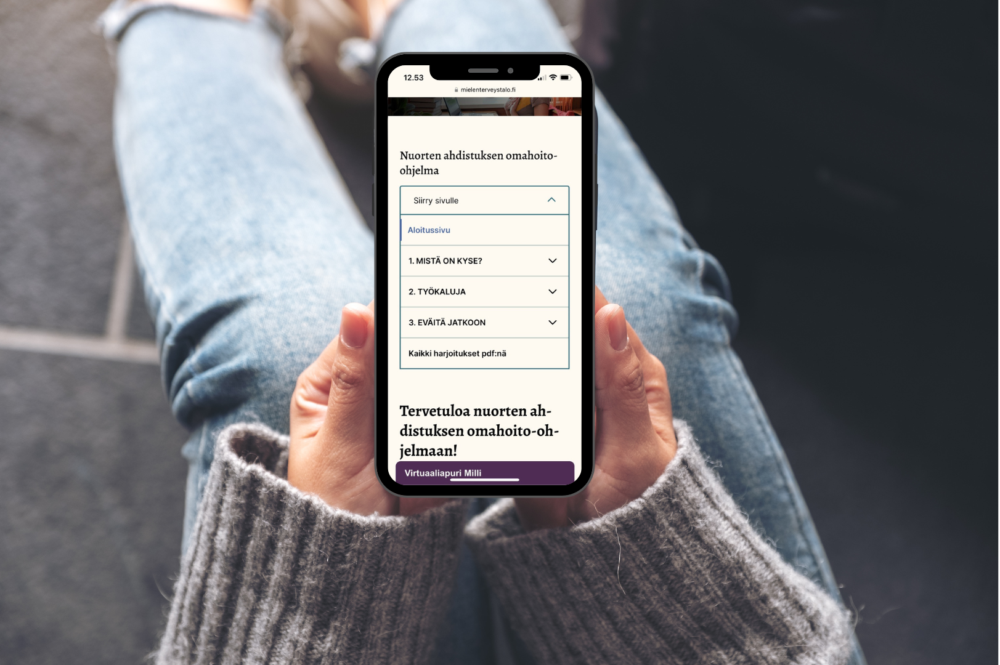 12.53
mielenterveystalo.fi
Nuorten ahdistuksen omahoito-
ohjelma
Siirry sivulle
Aloitussivu
1. MISTÄ ON KYSE?
2. TYÖKALUJA
3. EVÄITÄ JATKOON
Kaikki harjoitukset pdf:nä
Tervetuloa nuorten ah-
distuksen omahoito-oh-
jelmaan!
Virtuaaliapuri Milli